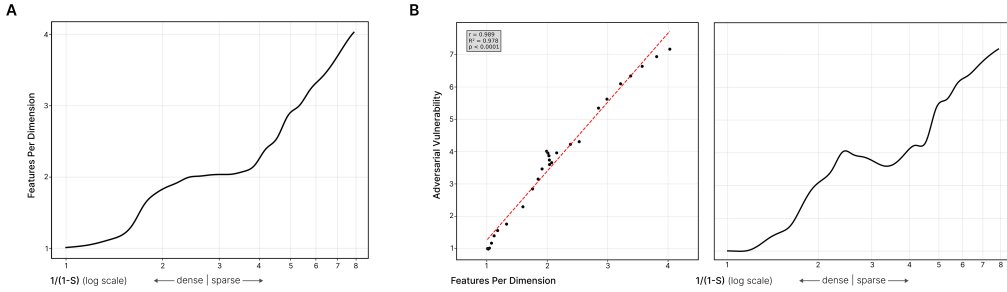 A
B
Features Per Dimension
4
3
2
1
1
2
3
4
5
6
7
8
1/(1-S) (log scale)
dense | sparse
Adversarial Vulnerability
r = 0.989
R² = 0.978
p < 0.0001
7
6
5
4
3
2
1
1
2
3
4
Features Per Dimension
1
2
3
4
5
6
7
8
1/(1-S) (log scale)
dense | sparse